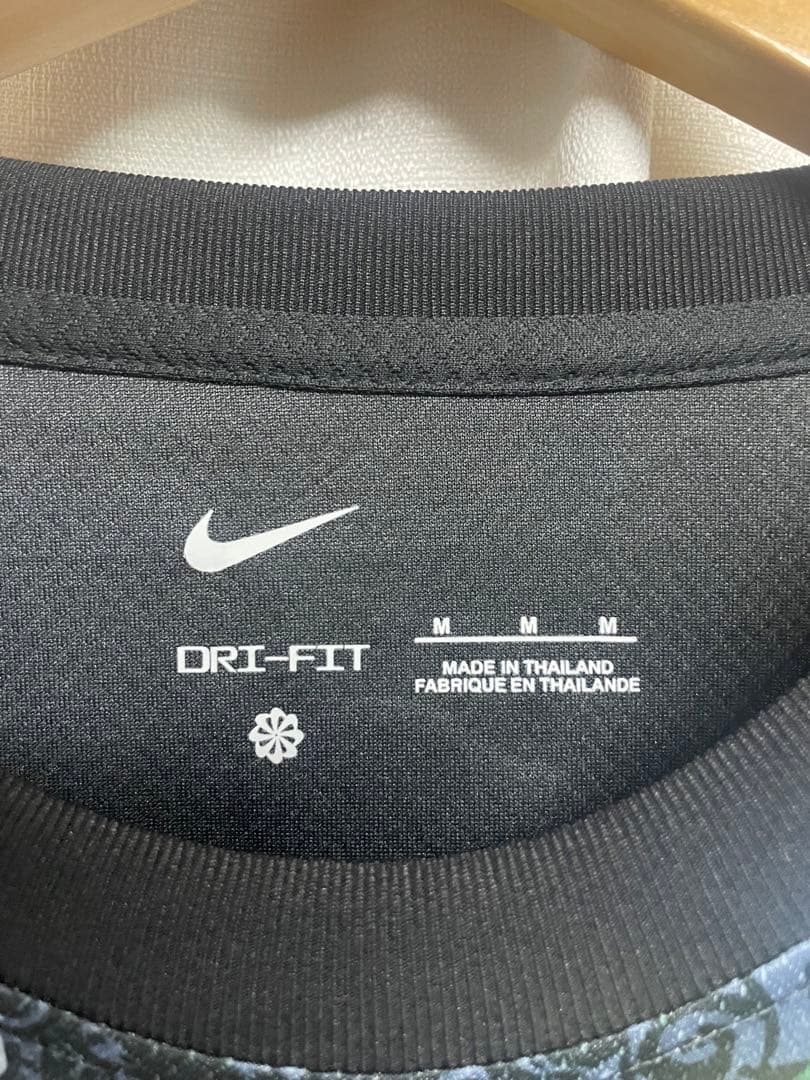 DRI-FIT
M M M
MADE IN THAILAND
FABRIQUE EN THAILANDE